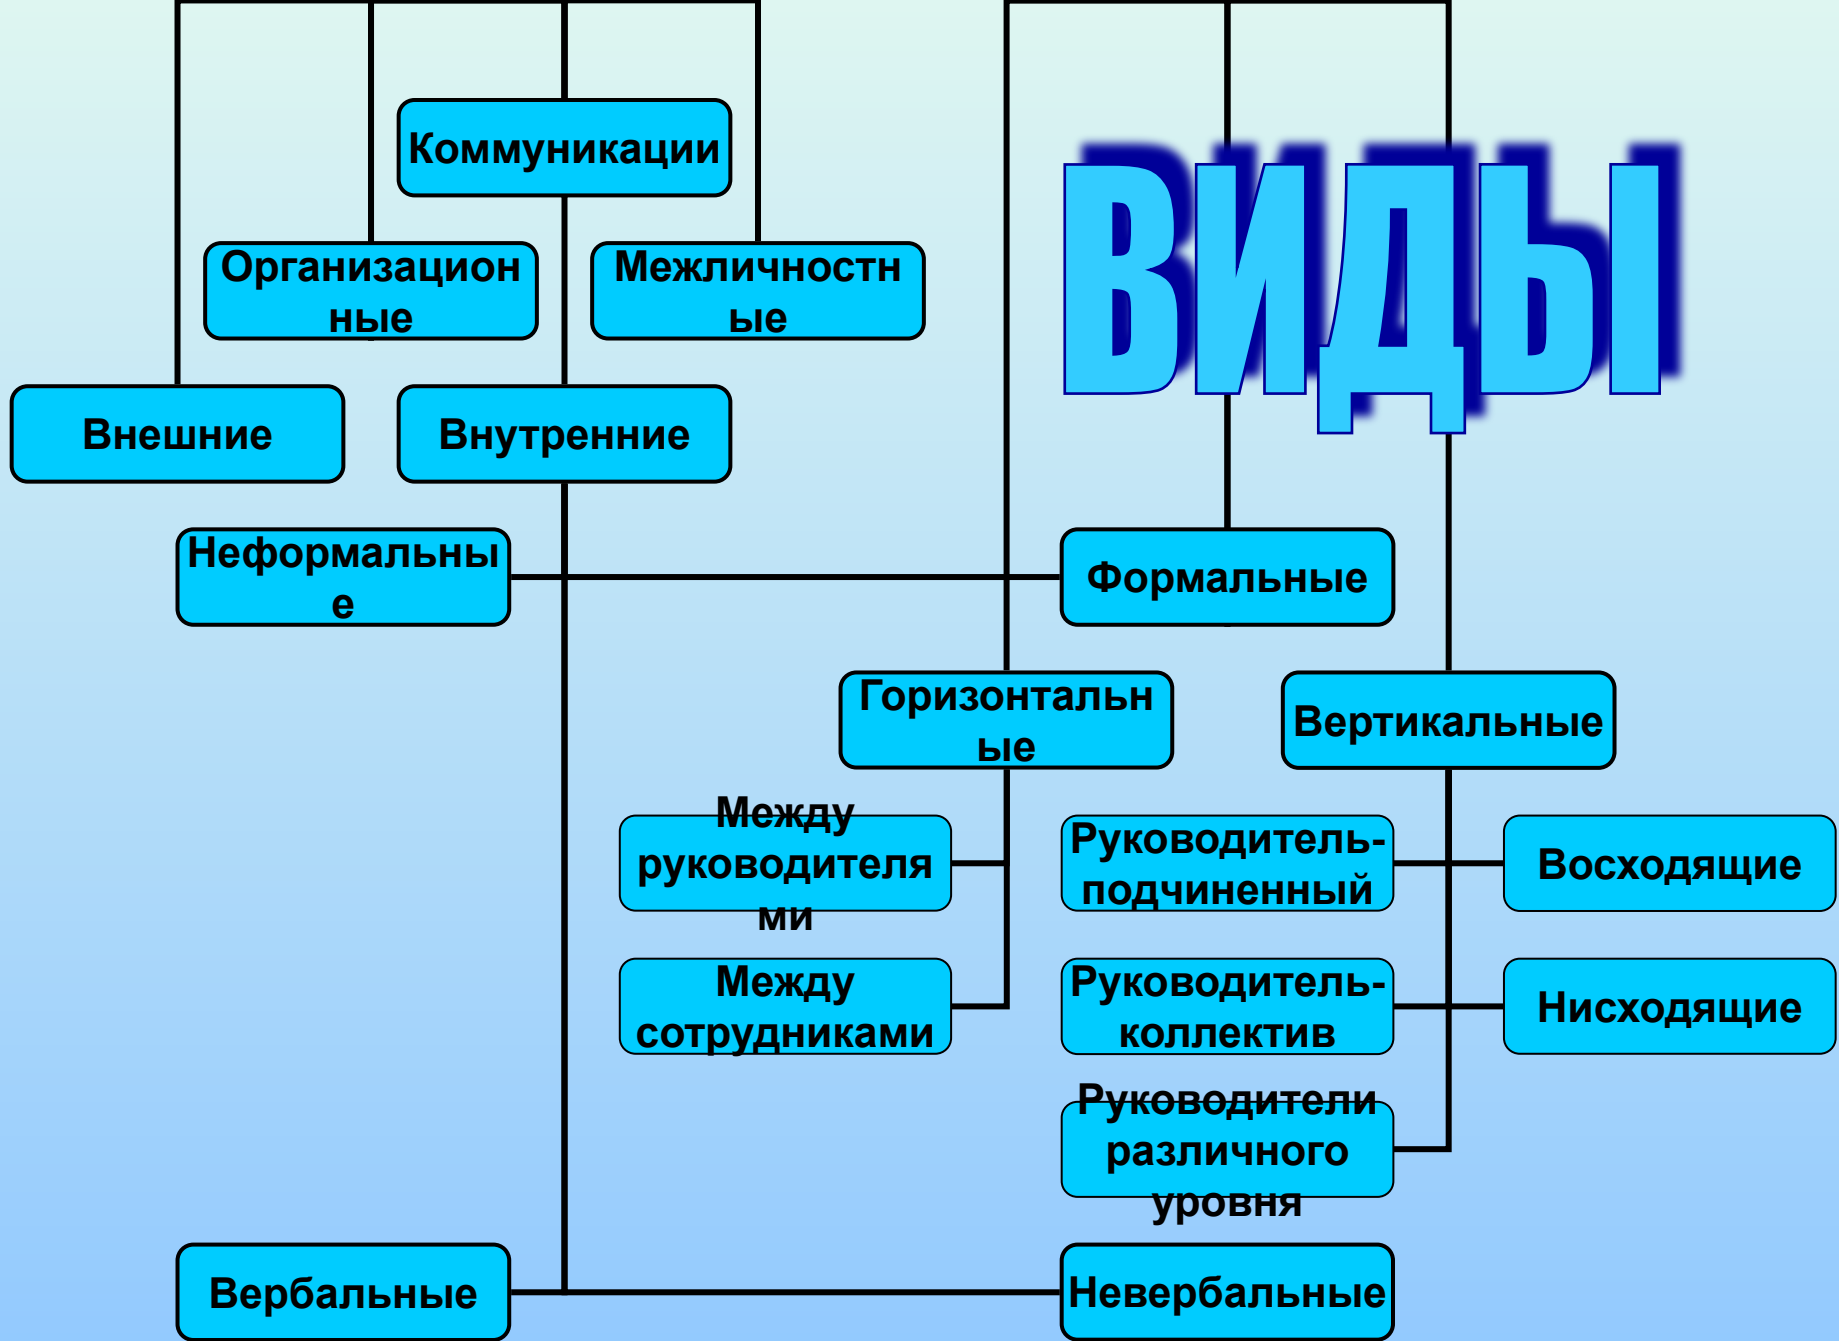 Коммуникации
ВИДЫ
Организацион
ные
Межличностн
ые
Внешние
Внутренние
Неформальны
е
Формальные
Горизонтальн
ые
Вертикальные
Между
руководителя
ми
Руководитель-
подчиненный
Восходящие
Между
сотрудниками
Руководитель-
коллектив
Нисходящие
Руководители
различного
уровня
Вербальные
Невербальные